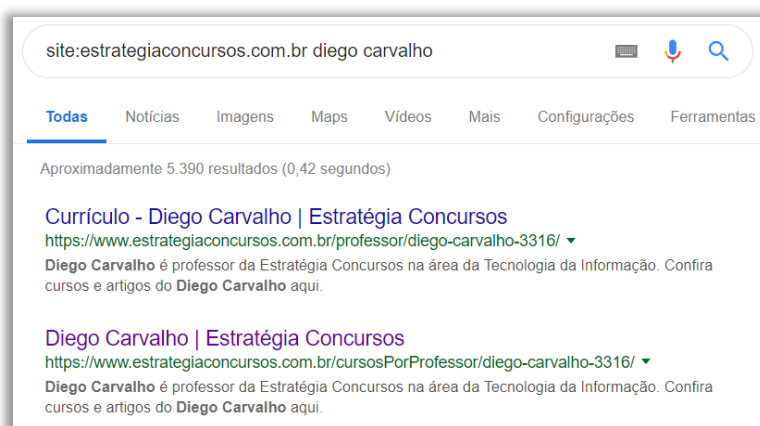 site:estrategiaconcursos.com.br diego carvalho
Todas Notícias Imagens Maps Vídeos Mais Configurações Ferramentas
Aproximadamente 5.390 resultados (0,42 segundos)
Currículo - Diego Carvalho | Estratégia Concursos
https://www.estrategiaconcursos.com.br/professor/diego-carvalho-3316/
Diego Carvalho é professor da Estratégia Concursos na área da Tecnologia da Informação. Confira
cursos e artigos do Diego Carvalho aqui.
Diego Carvalho | Estratégia Concursos
https://www.estrategiaconcursos.com.br/cursosPorProfessor/diego-carvalho-3316/
Diego Carvalho é professor da Estratégia Concursos na área da Tecnologia da Informação. Confira
cursos e artigos do Diego Carvalho aqui.